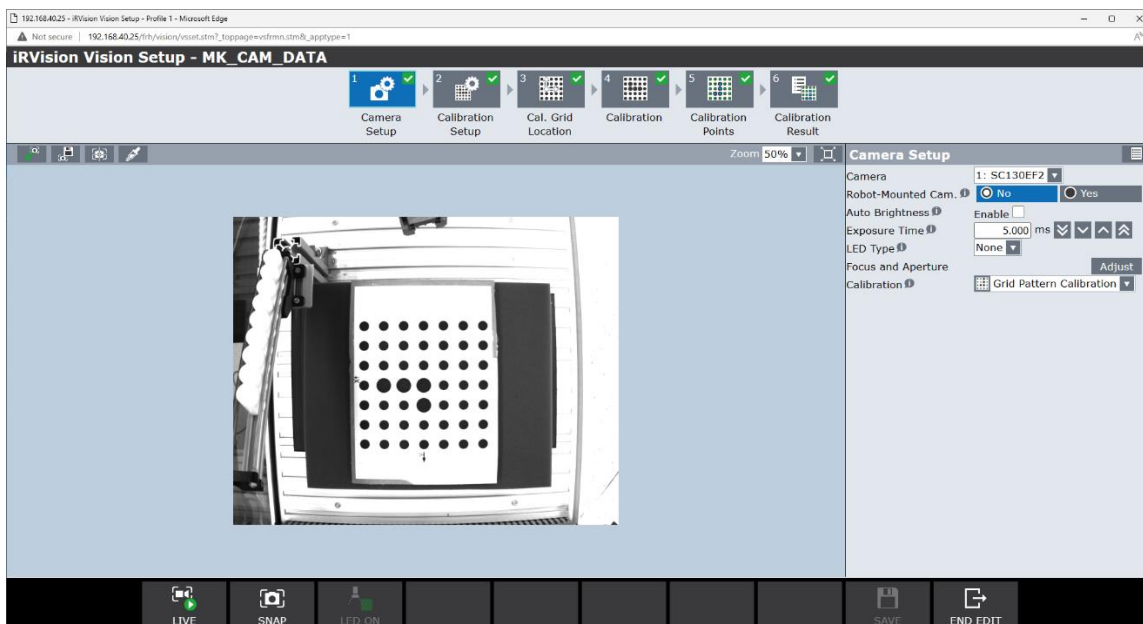 192.168.40.25 - iRVision Vision Setup - Profile 1 - Microsoft Edge
Not secure 192.168.40.25/frh/vision/vsset.stm?_toppage=vsfrmn.stm&_apptype=1
iRVision Vision Setup - MK_CAM_DATA
1 2 3 4 5 6
Camera Setup
Calibration Setup
Cal. Grid Location
Calibration
Calibration Points
Calibration Result
Zoom 50%
Camera Setup
Camera 1: SC130EF2
Robot-Mounted Cam. No Yes
Auto Brightness Enable
Exposure Time 5.000 ms
LED Type None
Focus and Aperture Adjust
Calibration Grid Pattern Calibration
LIVE SNAP LED ON SAVE END EDIT